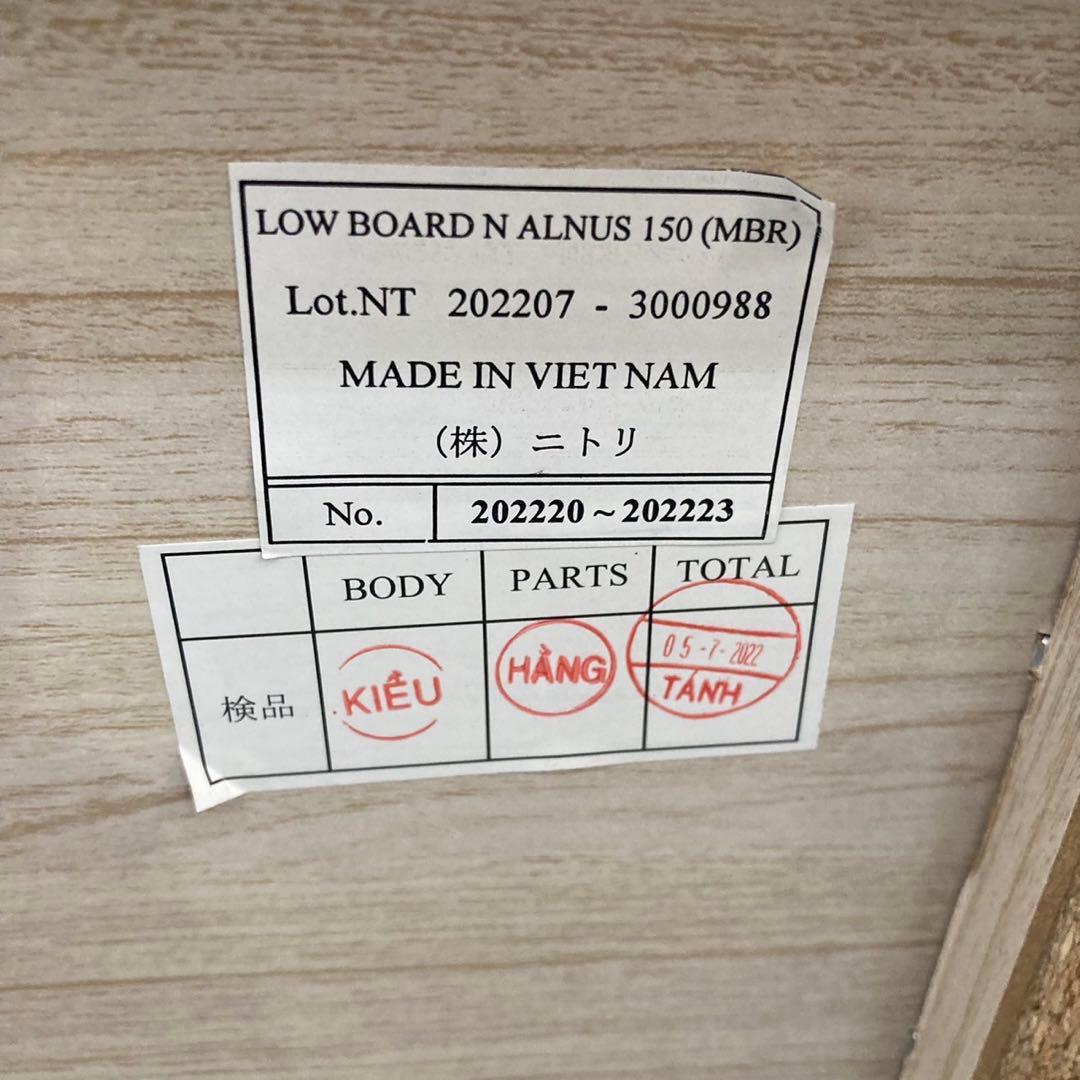 LOW BOARD N ALNUS 150 (MBR)
Lot.NT 202207 - 3000988
MADE IN VIET NAM
（株）ニトリ
No. 202220 ~ 202223
BODY PARTS TOTAL
検品 KIỀU HẰNG 05-7-2022
TÁNH